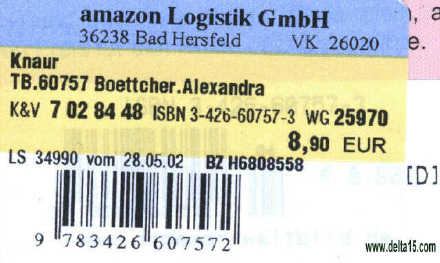 amazon Logistik GmbH
36238 Bad Hersfeld VK 26020
Knaur
TB.60757 Boettcher.Alexandra
K&V 7 02 84 48 ISBN 3-426-60757-3 WG 25970
8,90 EUR
LS 34990 vom 28.05.02 BZ H6808558
[D]
9 783426 607572
www.delta15.com